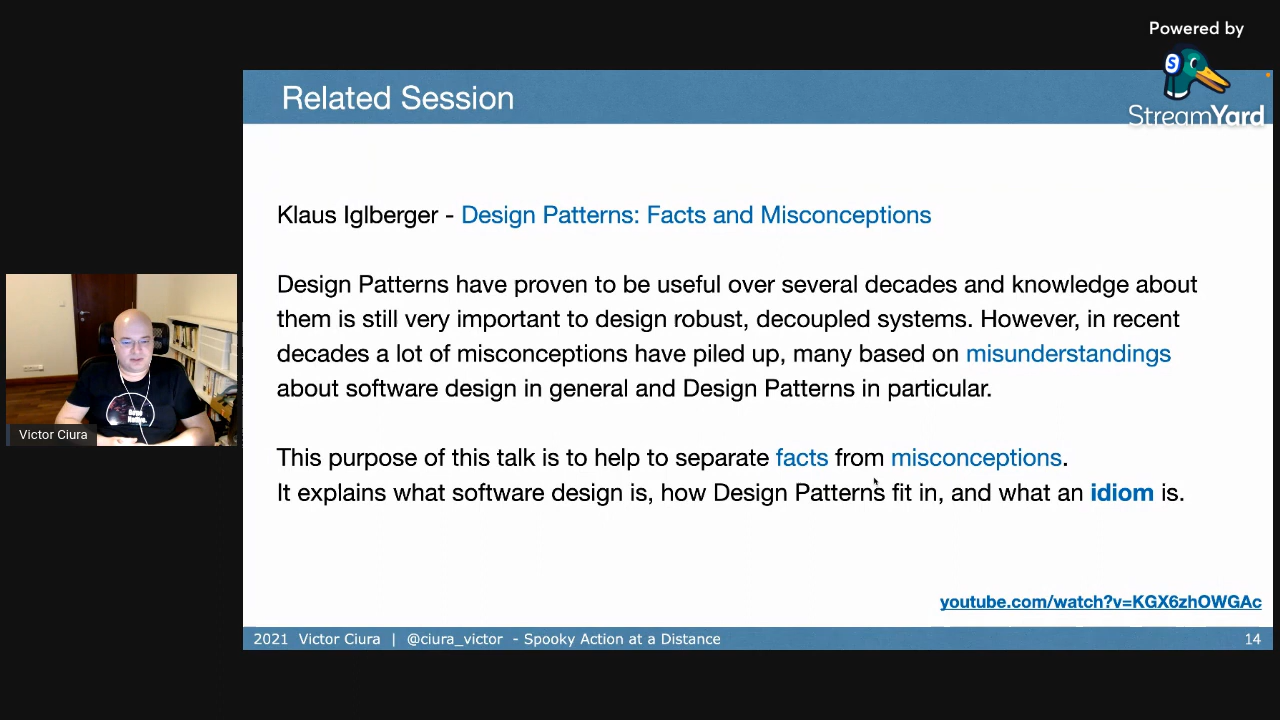 Powered by
StreamYard
Related Session
Klaus Iglberger - Design Patterns: Facts and Misconceptions
Design Patterns have proven to be useful over several decades and knowledge about
them is still very important to design robust, decoupled systems. However, in recent
decades a lot of misconceptions have piled up, many based on misunderstandings
about software design in general and Design Patterns in particular.
This purpose of this talk is to help to separate facts from misconceptions.
It explains what software design is, how Design Patterns fit in, and what an idiom is.
youtube.com/watch?v=KGX6zhOWGAc
2021 Victor Ciura | @ciura_victor - Spooky Action at a Distance
14
Victor Ciura